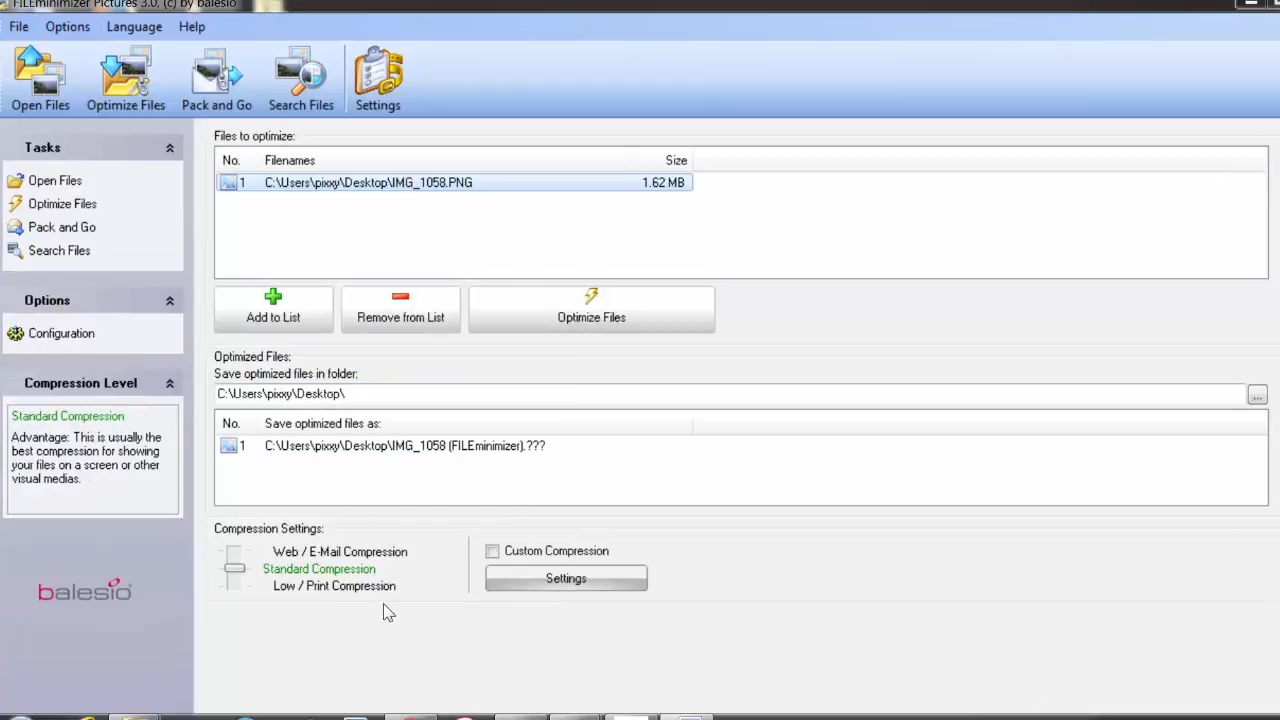 FILEminimizer Pictures 3.0, (c) by balesio
File Options Language Help
Open Files Optimize Files Pack and Go Search Files Settings
Tasks
Open Files
Optimize Files
Pack and Go
Search Files
Options
Configuration
Compression Level
Standard Compression
Advantage: This is usually the
best compression for showing
your files on a screen or other
visual medias.
balesio
Files to optimize:
No. Filenames Size
1 C:\Users\pixxy\Desktop\IMG_1058.PNG 1.62 MB
Add to List Remove from List Optimize Files
Optimized Files:
Save optimized files in folder:
C:\Users\pixxy\Desktop\
...
No. Save optimized files as:
1 C:\Users\pixxy\Desktop\IMG_1058 (FILEminimizer).???
Compression Settings:
Web / E-Mail Compression
Standard Compression
Low / Print Compression
Custom Compression
Settings